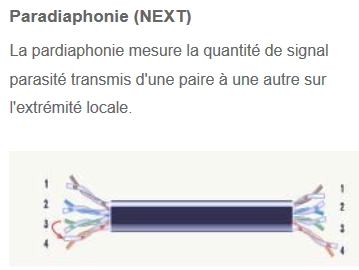 Paradiaphonie (NEXT)
La pardiaphonie mesure la quantité de signal
parasité transmis d'une paire à une autre sur
l'extrémité locale.
1 1
2 2
3 3
4 4